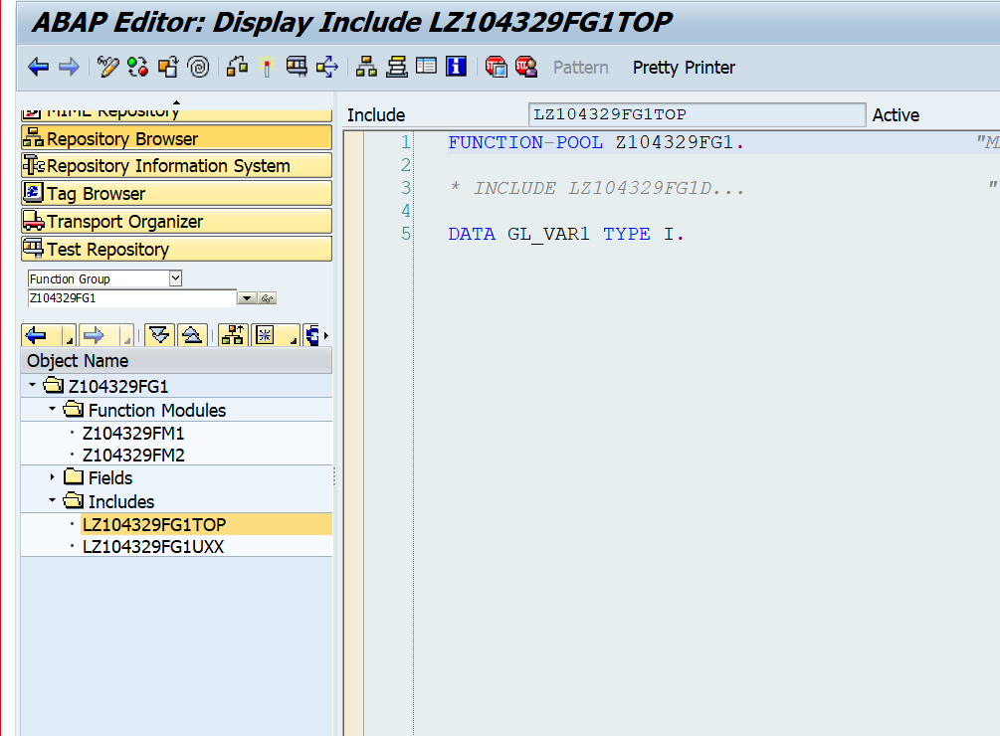 ABAP Editor: Display Include LZ104329FG1TOP
Pattern Pretty Printer
MIME Repository
Repository Browser
Repository Information System
Tag Browser
Transport Organizer
Test Repository
Function Group
Z104329FG1
Object Name
Z104329FG1
Function Modules
Z104329FM1
Z104329FM2
Fields
Includes
LZ104329FG1TOP
LZ104329FG1UXX
Include LZ104329FG1TOP Active
1 FUNCTION-POOL Z104329FG1. "M
2
3 * INCLUDE LZ104329FG1D... "
4
5 DATA GL_VAR1 TYPE I.